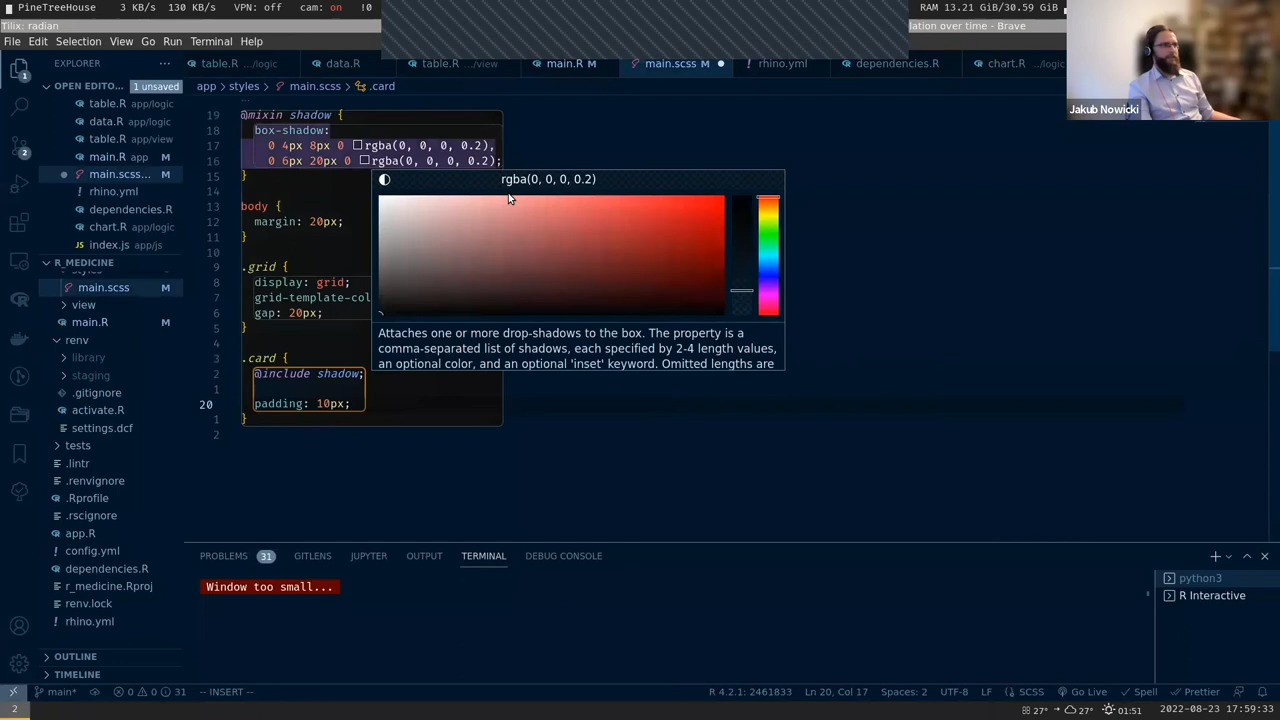 PineTreeHouse 3 KB/s 130 KB/s VPN: off cam: on !0 RAM 13.21 GiB/30.59 GiB
Tilix: radian
lation over time - Brave
File Edit Selection View Go Run Terminal Help
EXPLORER
table.R .../logic data.R table.R .../view main.R M main.scss rhino.yml dependencies.R chart.R .../logic
Jakub Nowicki
OPEN EDITO... 1 unsaved
app styles main.scss .card
table.R app/logic
data.R app/logic
table.R app/view
main.R app M
main.scss... M
rhino.yml
dependencies.R
chart.R app/logic
index.js app/js
R_MEDICINE
styles
main.scss M
view
main.R M
renv
library
staging
.gitignore
activate.R
settings.dcf
tests
.lintr
.renvignore
.Rprofile
.rscignore
app.R
config.yml
dependencies.R
r_medicine.Rproj
renv.lock
rhino.yml
OUTLINE
TIMELINE
1
2
19 @mixin shadow {
18 box-shadow:
17 0 4px 8px 0 rgba(0, 0, 0, 0.2),
16 0 6px 20px 0 rgba(0, 0, 0, 0.2);
15 }
14
13 body {
12 margin: 20px;
11 }
10
9 .grid {
8 display: grid;
7 grid-template-col
6 gap: 20px;
5 }
4
3 .card {
2 @include shadow;
1
20 padding: 10px;
1 }
2
rgba(0, 0, 0, 0.2)
Attaches one or more drop-shadows to the box. The property is a
comma-separated list of shadows, each specified by 2-4 length values,
an optional color, and an optional 'inset' keyword. Omitted lengths are
PROBLEMS 31 GITLENS JUPYTER OUTPUT TERMINAL DEBUG CONSOLE
Window too small...
python3
R Interactive
main* 0 0 31 -- INSERT -- R 4.2.1: 2461833 Ln 20, Col 17 Spaces: 2 UTF-8 LF SCSS Go Live Spell Prettier
2 27° 27° 01:51 2022-08-23 17:59:33